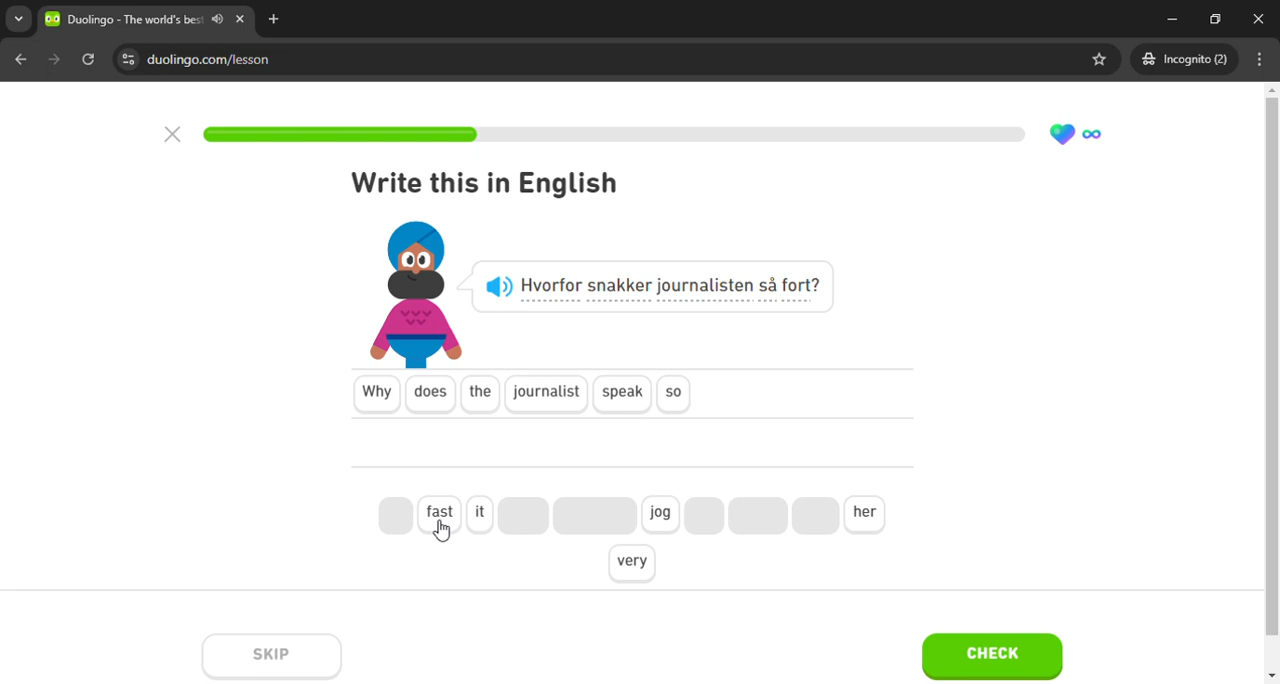 Duolingo - The world's bes
duolingo.com/lesson
Incognito (2)
Write this in English
Hvorfor snakker journalisten så fort?
Why does the journalist speak so
fast it jog her
very
SKIP
CHECK